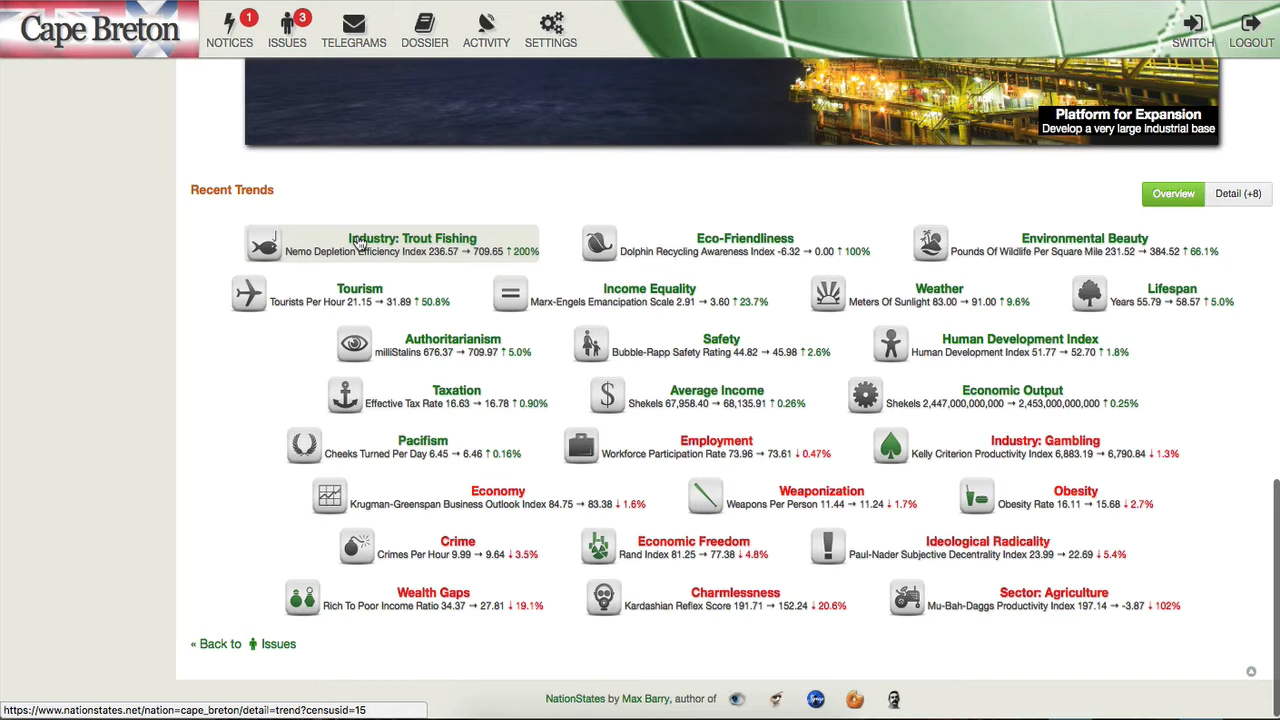 Cape Breton
1
NOTICES
3
ISSUES
TELEGRAMS
DOSSIER
ACTIVITY
SETTINGS
SWITCH
LOGOUT
Platform for Expansion
Develop a very large industrial base
Recent Trends
Overview
Detail (+8)
Industry: Trout Fishing
Nemo Depletion Efficiency Index 236.57 → 709.65 ↑ 200%
Eco-Friendliness
Dolphin Recycling Awareness Index -6.32 → 0.00 ↑ 100%
Environmental Beauty
Pounds Of Wildlife Per Square Mile 231.52 → 384.52 ↑ 66.1%
Tourism
Tourists Per Hour 21.15 → 31.89 ↑ 50.8%
Income Equality
Marx-Engels Emancipation Scale 2.91 → 3.60 ↑ 23.7%
Weather
Meters Of Sunlight 83.00 → 91.00 ↑ 9.6%
Lifespan
Years 55.79 → 58.57 ↑ 5.0%
Authoritarianism
milliStalins 676.37 → 709.97 ↑ 5.0%
Safety
Bubble-Rapp Safety Rating 44.82 → 45.98 ↑ 2.6%
Human Development Index
Human Development Index 51.77 → 52.70 ↑ 1.8%
Taxation
Effective Tax Rate 16.63 → 16.78 ↑ 0.90%
Average Income
Shekels 67,958.40 → 68,135.91 ↑ 0.26%
Economic Output
Shekels 2,447,000,000,000 → 2,453,000,000,000 ↑ 0.25%
Pacifism
Cheeks Turned Per Day 6.45 → 6.46 ↑ 0.16%
Employment
Workforce Participation Rate 73.96 → 73.61 ↓ 0.47%
Industry: Gambling
Kelly Criterion Productivity Index 6,883.19 → 6,790.84 ↓ 1.3%
Economy
Krugman-Greenspan Business Outlook Index 84.75 → 83.38 ↓ 1.6%
Weaponization
Weapons Per Person 11.44 → 11.24 ↓ 1.7%
Obesity
Obesity Rate 16.11 → 15.68 ↓ 2.7%
Crime
Crimes Per Hour 9.99 → 9.64 ↓ 3.5%
Economic Freedom
Rand Index 81.25 → 77.38 ↓ 4.8%
Ideological Radicality
Paul-Nader Subjective Decentrality Index 23.99 → 22.69 ↓ 5.4%
Wealth Gaps
Rich To Poor Income Ratio 34.37 → 27.81 ↓ 19.1%
Charmlessness
Kardashian Reflex Score 191.71 → 152.24 ↓ 20.6%
Sector: Agriculture
Mu-Bah-Daggs Productivity Index 197.14 → -3.87 ↓ 102%
« Back to Issues
NationStates by Max Barry, author of
https://www.nationstates.net/nation=cape_breton/detail=trend?censusid=15